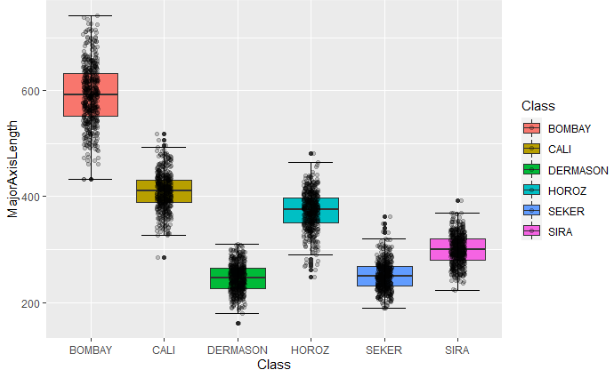 600
400
200
MajorAxisLength
BOMBAY CALI DERMASON HOROZ SEKER SIRA
Class
Class
BOMBAY
CALI
DERMASON
HOROZ
SEKER
SIRA